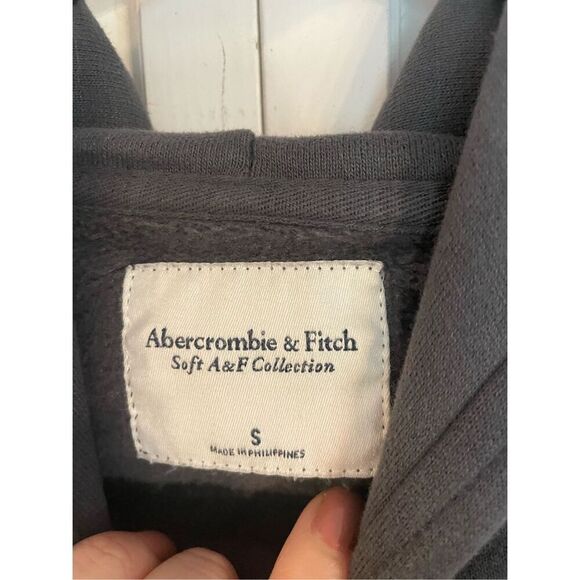 Abercrombie & Fitch
Soft A&F Collection
S
MADE IN PHILIPPINES